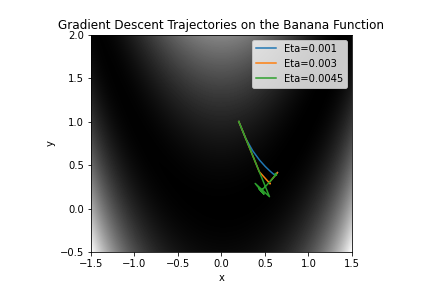 Gradient Descent Trajectories on the Banana Function
Eta=0.001
Eta=0.003
Eta=0.0045
2.0
1.5
1.0
0.5
0.0
−0.5
y
−1.5 −1.0 −0.5 0.0 0.5 1.0 1.5
x